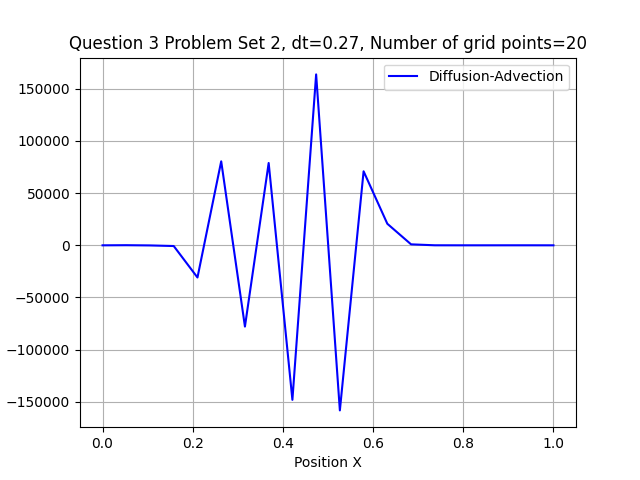 Question 3 Problem Set 2, dt=0.27, Number of grid points=20
Diffusion-Advection
150000
100000
50000
0
−50000
−100000
−150000
0.0 0.2 0.4 0.6 0.8 1.0
Position X